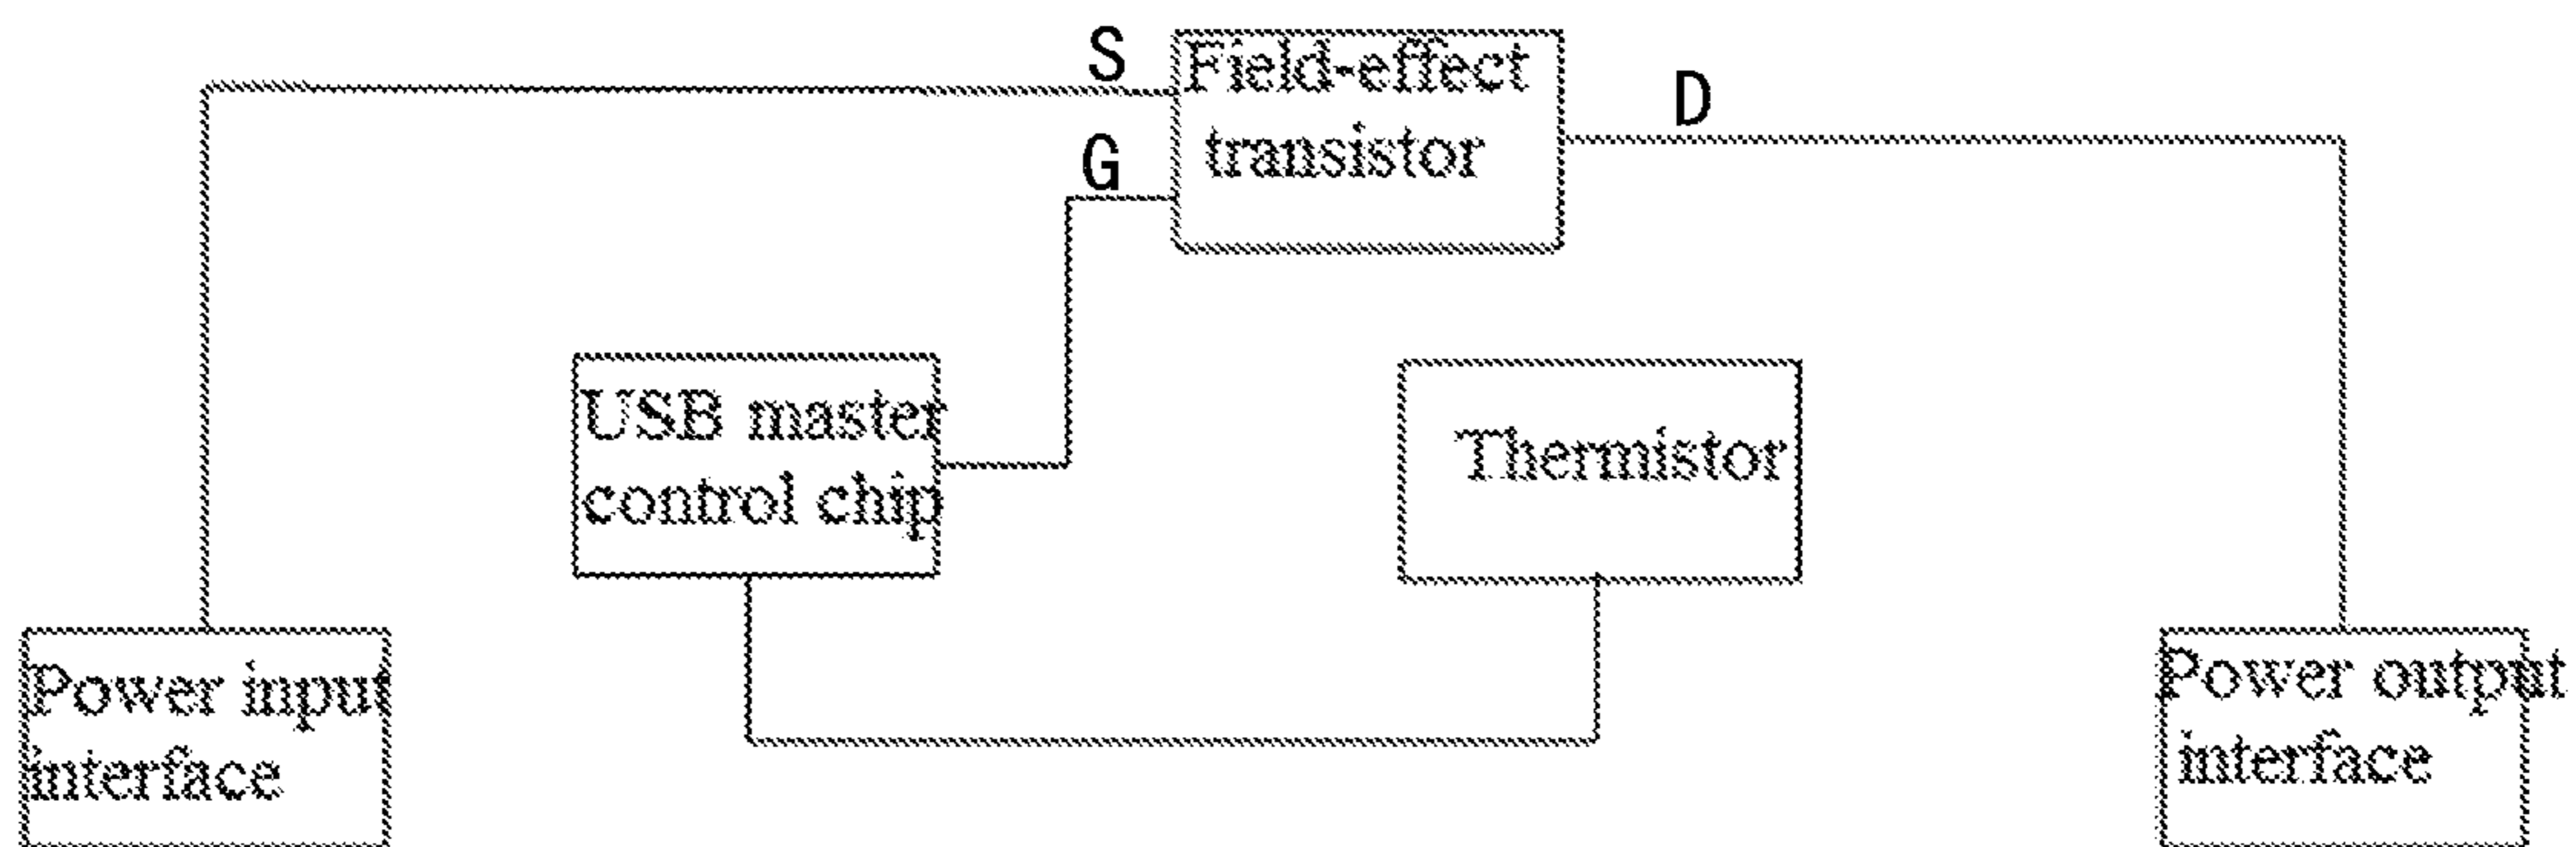 S
Field-effect
transistor
D
G
USB master
control chip
Thermistor
Power input
interface
Power output
interface